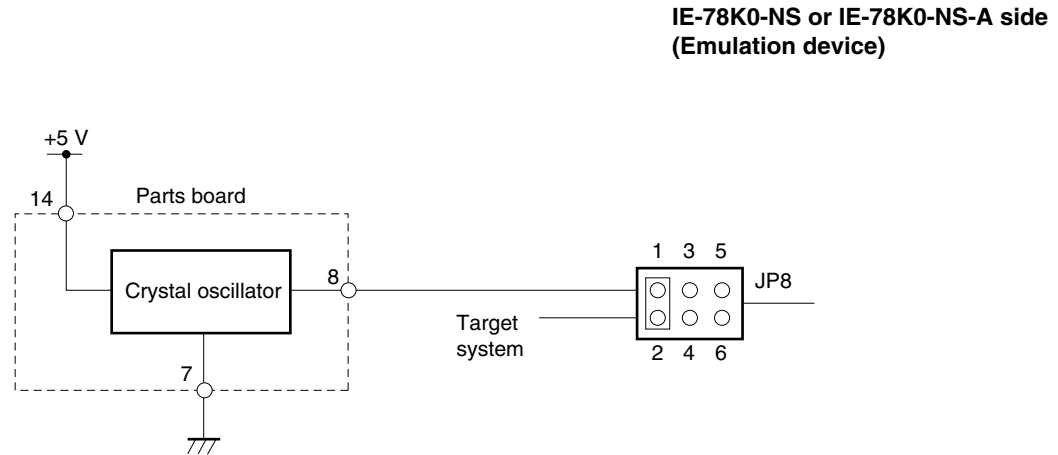 IE-78K0-NS or IE-78K0-NS-A side
(Emulation device)
+5 V
14
Parts board
Crystal oscillator
8
7
Target
system
1 3 5
JP8
2 4 6